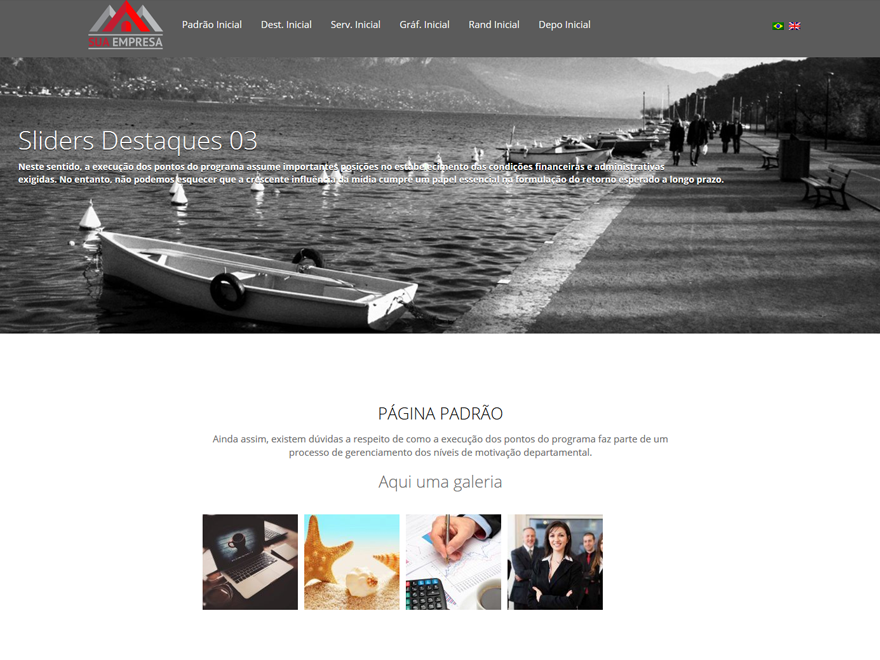 SUA EMPRESA
Padrão Inicial
Dest. Inicial
Serv. Inicial
Gráf. Inicial
Rand Inicial
Depo Inicial
Sliders Destaques 03
Neste sentido, a execução dos pontos do programa assume importantes posições no estabelecimento das condições financeiras e administrativas
exigidas. No entanto, não podemos esquecer que a crescente influência da mídia cumpre um papel essencial na formulação do retorno esperado a longo prazo.
PÁGINA PADRÃO
Ainda assim, existem dúvidas a respeito de como a execução dos pontos do programa faz parte de um
processo de gerenciamento dos níveis de motivação departamental.
Aqui uma galeria